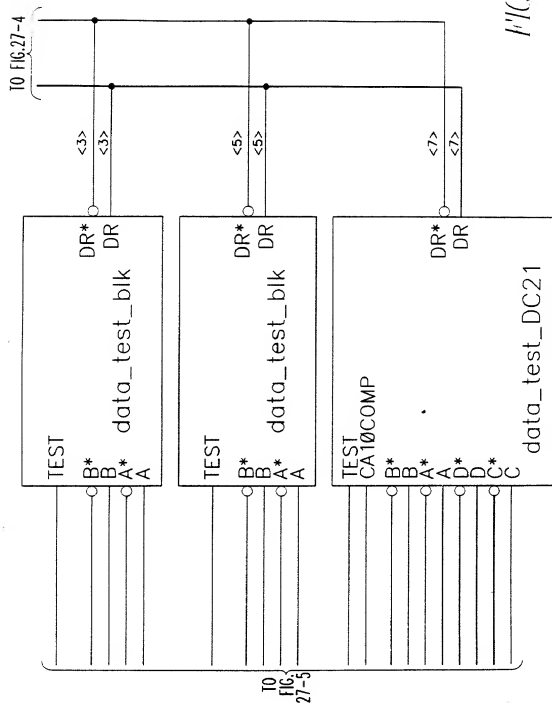 TO FIG.27-4
<3>
<3>
<5>
<5>
<7>
<7>
TEST
B*
B
A*
A
DR*
DR
data_test_blk
TEST
B*
B
A*
A
DR*
DR
data_test_blk
TEST
CA10COMP
B*
B
A*
A
D*
D
C*
C
DR*
DR
data_test_DC21
TO
FIG.
27-5